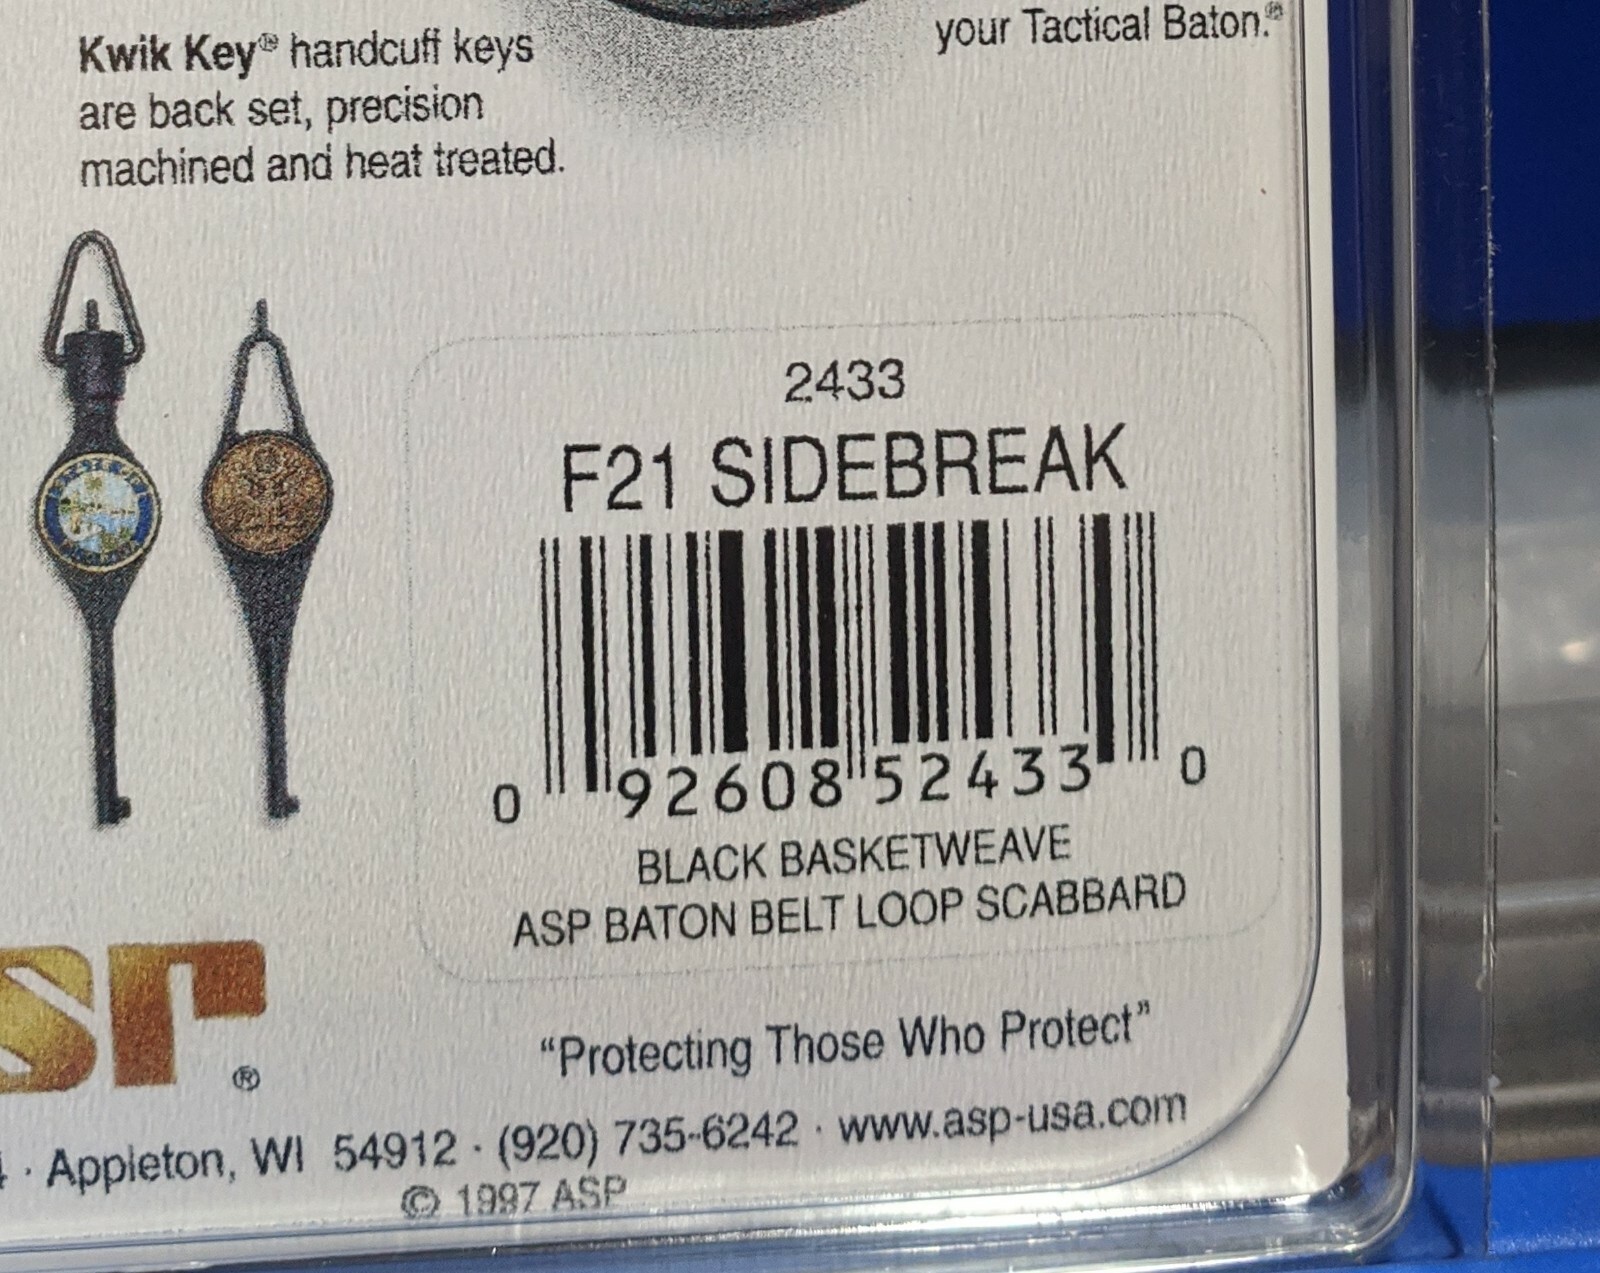 Kwik Key® handcuff keys
are back set, precision
machined and heat treated.
your Tactical Baton.®
2433
F21 SIDEBREAK
0 92608 52433 0
BLACK BASKETWEAVE
ASP BATON BELT LOOP SCABBARD
®
"Protecting Those Who Protect"
· Appleton, WI 54912 · (920) 735-6242 · www.asp-usa.com
© 1997 ASP